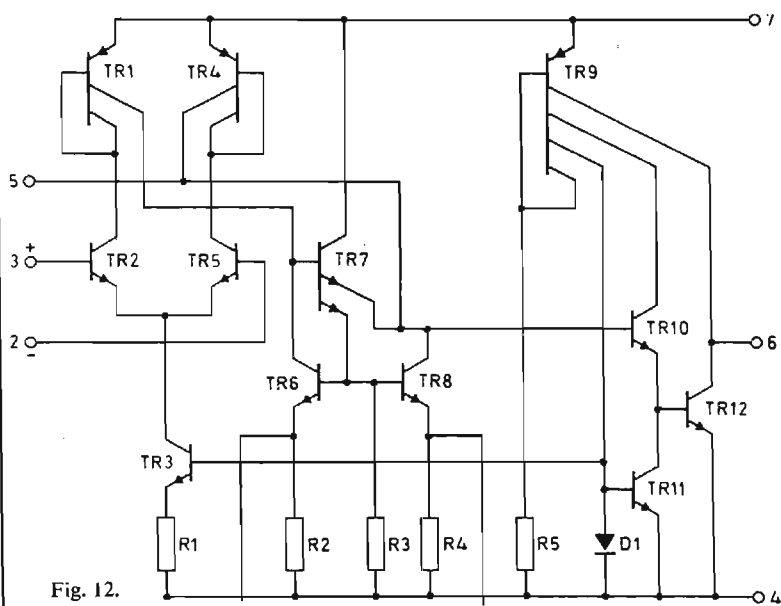 7
TR1
TR4
TR9
5
3 +
TR2
TR5
TR7
TR10
2 -
6
TR6
TR8
TR12
TR3
TR11
R1
R2
R3
R4
R5
D1
Fig. 12.
4